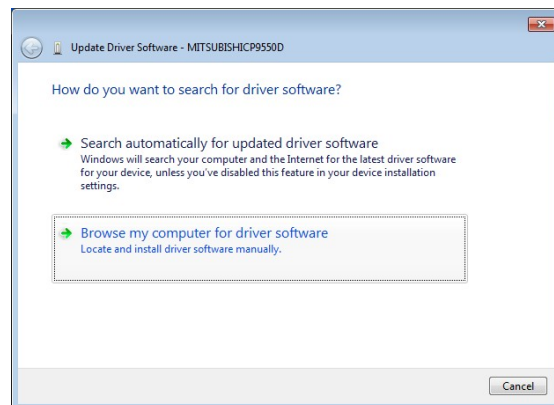 Update Driver Software - MITSUBISHICP9550D
How do you want to search for driver software?
Search automatically for updated driver software
Windows will search your computer and the Internet for the latest driver software
for your device, unless you've disabled this feature in your device installation
settings.
Browse my computer for driver software
Locate and install driver software manually.
Cancel